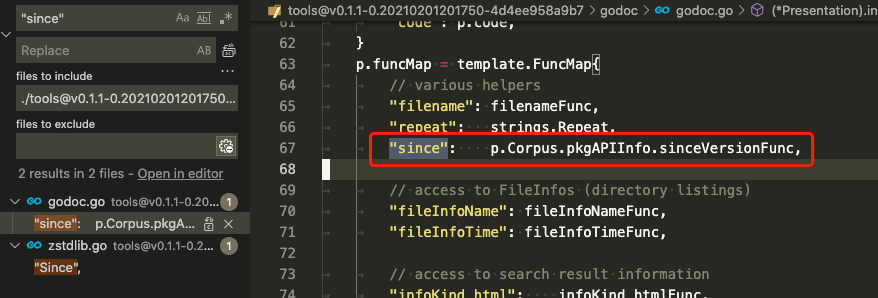 "since"
Aa
Ab
.*
Replace
AB
files to include
./tools@v0.1.1-0.20210201201750...
files to exclude
2 results in 2 files - Open in editor
godoc.go tools@v0.1.1-0.20... 1
"since": p.Corpus.pkgA...
zstdlib.go tools@v0.1.1-0.2... 1
"Since",
tools@v0.1.1-0.20210201201750-4d4ee958a9b7 > godoc > godoc.go > (*Presentation).in
61 "code": p.Code,
62 }
63 p.funcMap = template.FuncMap{
64 // various helpers
65 "filename": filenameFunc,
66 "repeat": strings.Repeat,
67 "since": p.Corpus.pkgAPIInfo.sinceVersionFunc,
68
69 // access to FileInfos (directory listings)
70 "fileInfoName": fileInfoNameFunc,
71 "fileInfoTime": fileInfoTimeFunc,
72
73 // access to search result information
74 "infoKind_html": infoKind_htmlFunc,